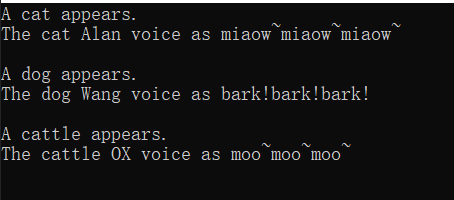 A cat appears.
The cat Alan voice as miaow~miaow~miaow~
A dog appears.
The dog Wang voice as bark!bark!bark!
A cattle appears.
The cattle OX voice as moo~moo~moo~